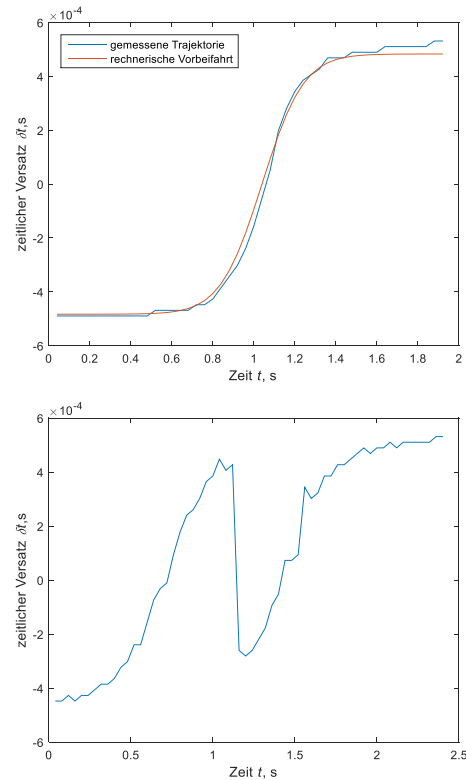 ×10⁻⁴
6
4
2
0
-2
-4
-6
gemessene Trajektorie
rechnerische Vorbeifahrt
zeitlicher Versatz δt,s
0 0.2 0.4 0.6 0.8 1 1.2 1.4 1.6 1.8 2
Zeit t, s
×10⁻⁴
6
4
2
0
-2
-4
-6
zeitlicher Versatz δt,s
0 0.5 1 1.5 2 2.5
Zeit t, s